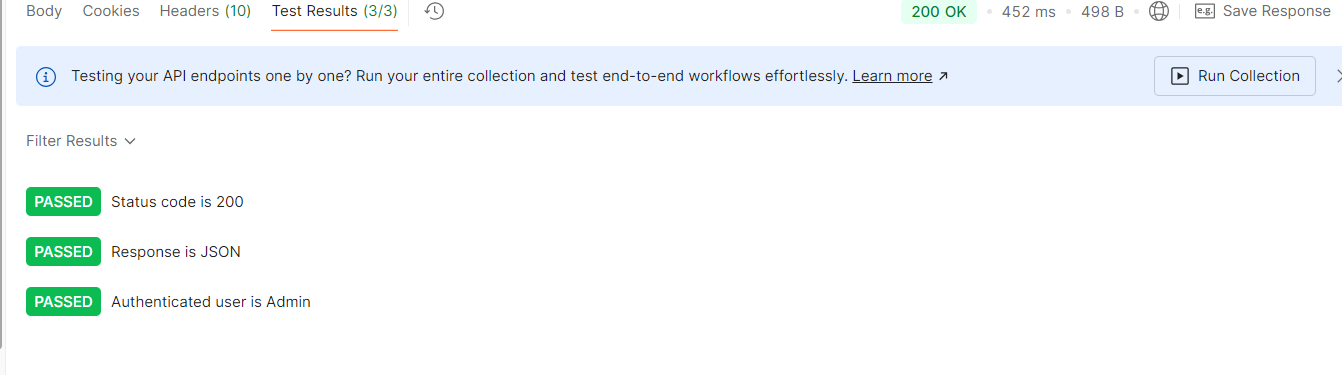 Body Cookies Headers (10) Test Results (3/3) 200 OK • 452 ms • 498 B • e.g. Save Response
Testing your API endpoints one by one? Run your entire collection and test end-to-end workflows effortlessly. Learn more ↗ Run Collection
Filter Results
PASSED Status code is 200
PASSED Response is JSON
PASSED Authenticated user is Admin